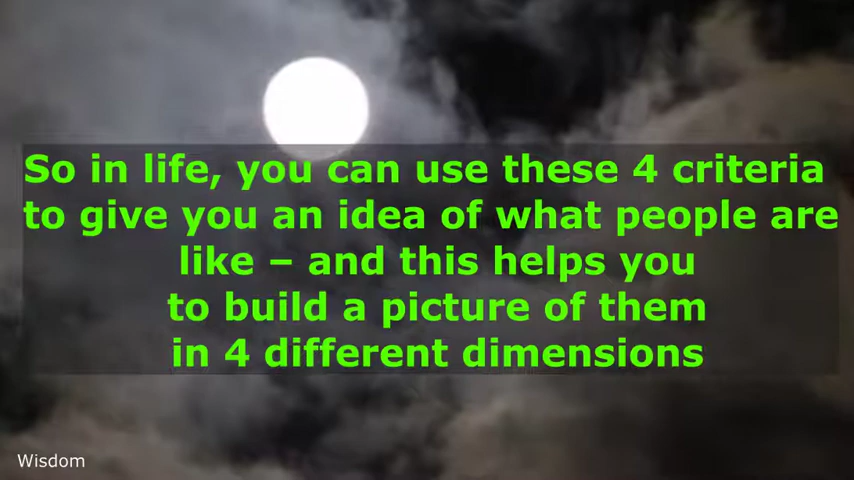 So in life, you can use these 4 criteria
to give you an idea of what people are
like – and this helps you
to build a picture of them
in 4 different dimensions
Wisdom